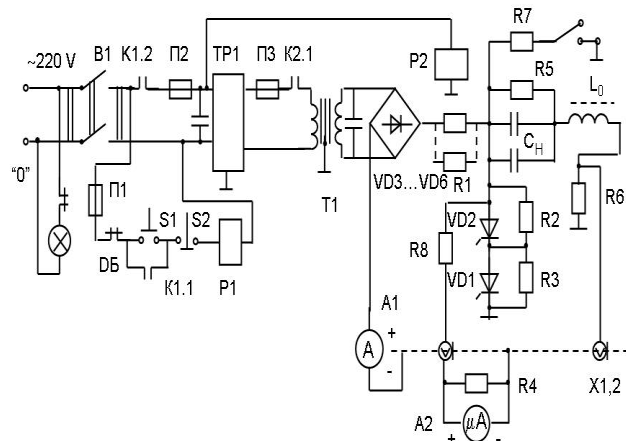 ~220 V
B1
K1.2
П2
TP1
П3
K2.1
P2
R7
R5
L0
CH
"0"
П1
S1
S2
DБ
K1.1
P1
T1
VD3...VD6
R1
VD2
VD1
R2
R3
R8
R6
A1
+
A
-
R4
X1,2
A2
+
μA
-